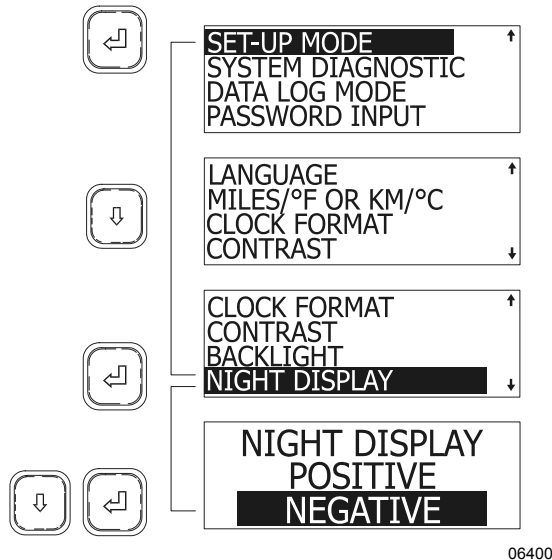 SET-UP MODE
SYSTEM DIAGNOSTIC
DATA LOG MODE
PASSWORD INPUT
LANGUAGE
MILES/°F OR KM/°C
CLOCK FORMAT
CONTRAST
CLOCK FORMAT
CONTRAST
BACKLIGHT
NIGHT DISPLAY
NIGHT DISPLAY
POSITIVE
NEGATIVE
06400